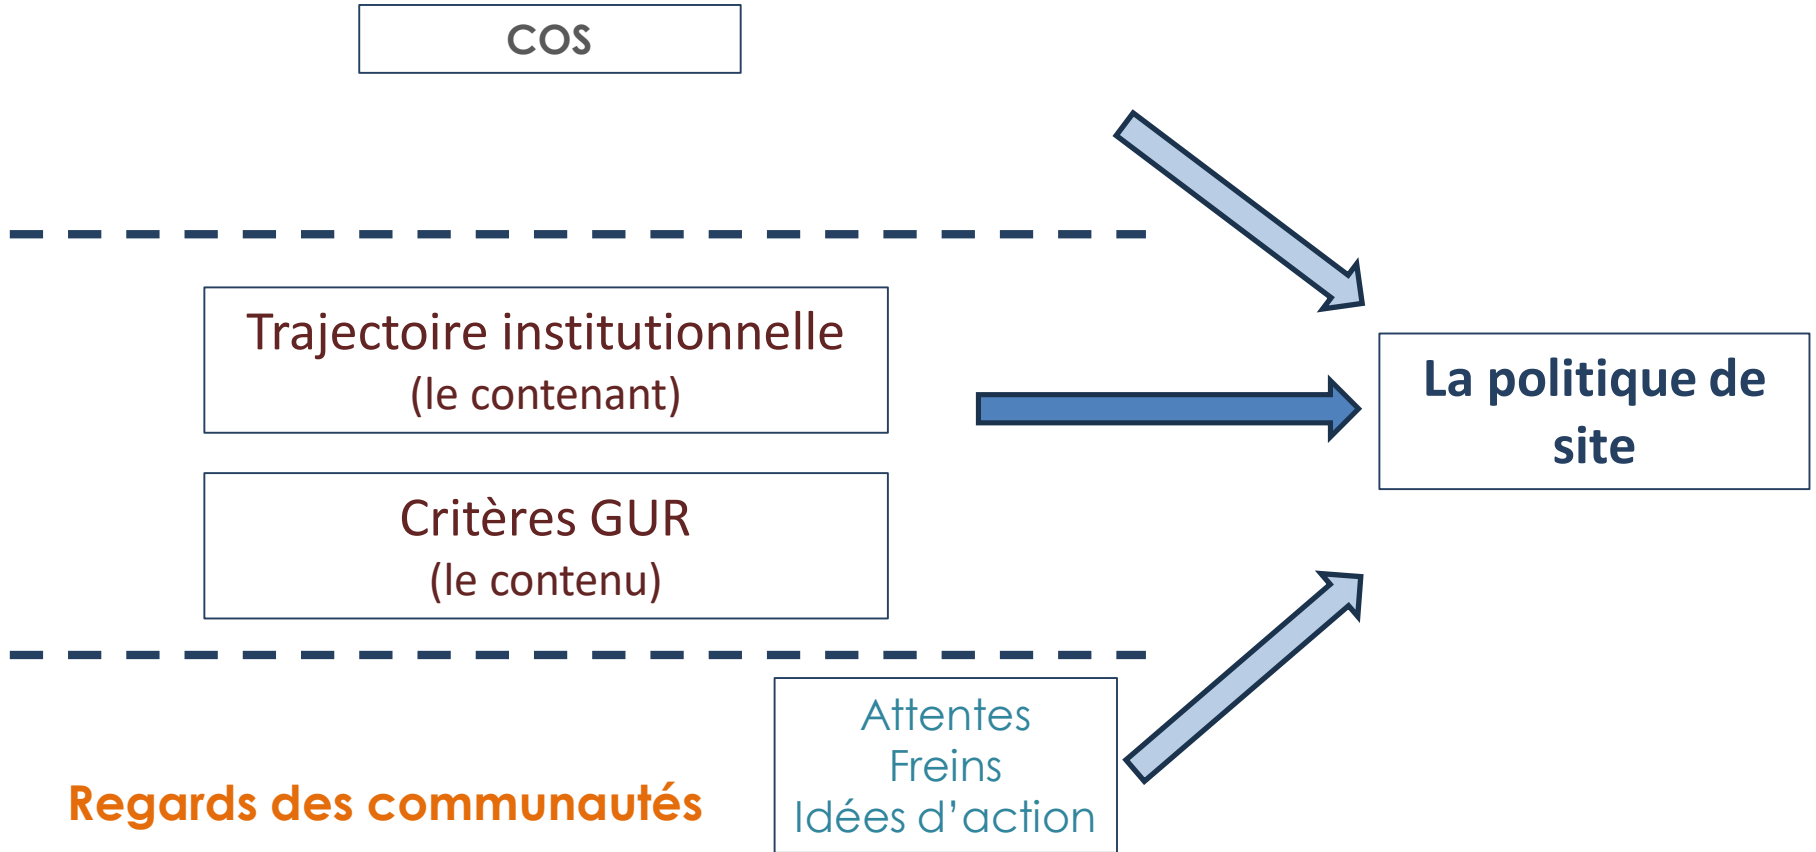 COS
Trajectoire institutionnelle
(le contenant)
La politique de
site
Critères GUR
(le contenu)
Attentes
Freins
Idées d’action
Regards des communautés